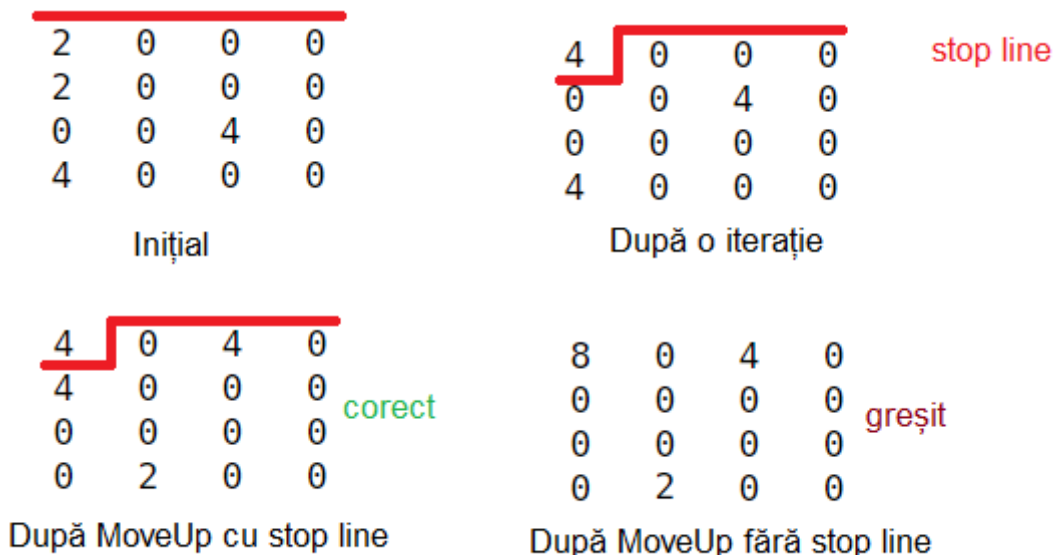 2 0 0 0
2 0 0 0
0 0 4 0
4 0 0 0
Inițial
4 0 0 0
0 0 4 0
0 0 0 0
4 0 0 0
După o iterație
stop line
4 0 4 0
4 0 0 0
0 0 0 0
0 2 0 0
corect
După MoveUp cu stop line
8 0 4 0
0 0 0 0
0 0 0 0
0 2 0 0
greșit
După MoveUp fără stop line